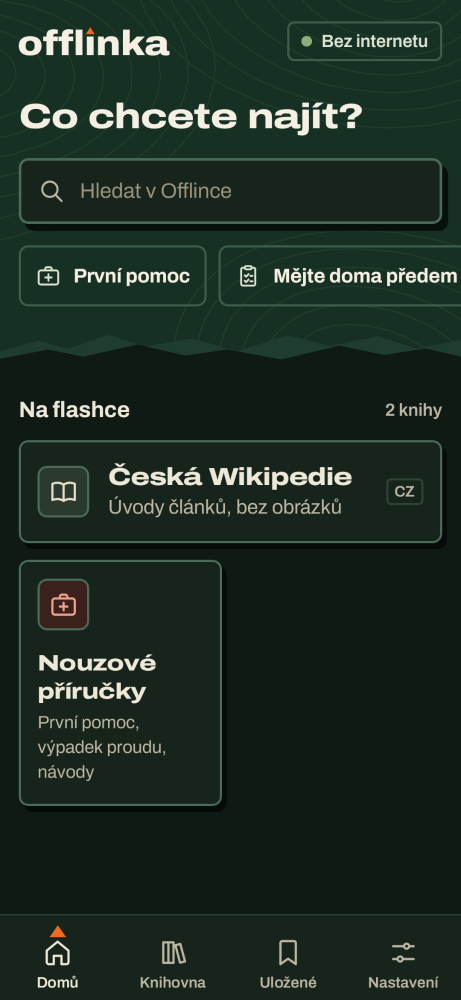 offlinka
Bez internetu
Co chcete najít?
Hledat v Offlince
První pomoc
Mějte doma předem
Na flashce
2 knihy
Česká Wikipedie
Úvody článků, bez obrázků
CZ
Nouzové
příručky
První pomoc,
výpadek proudu,
návody
Domů
Knihovna
Uložené
Nastavení